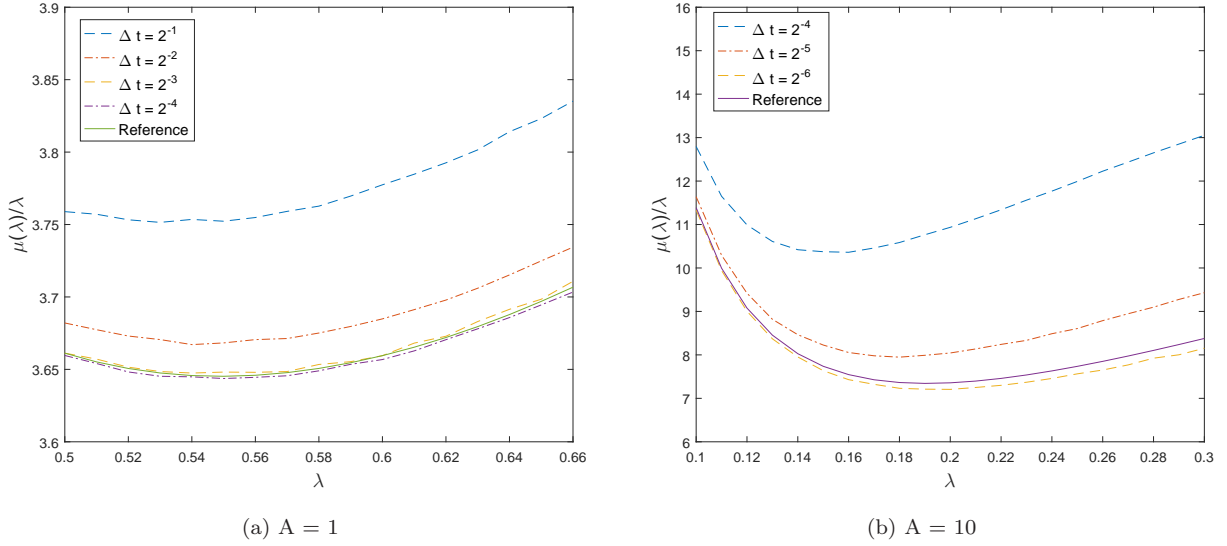 3.9
3.85
3.8
3.75
3.7
3.65
3.6
μ(λ)/λ
Δ t = 2^-1
Δ t = 2^-2
Δ t = 2^-3
Δ t = 2^-4
Reference
0.5 0.52 0.54 0.56 0.58 0.6 0.62 0.64 0.66
λ
(a) A = 1
16
15
14
13
12
11
10
9
8
7
6
μ(λ)/λ
Δ t = 2^-4
Δ t = 2^-5
Δ t = 2^-6
Reference
0.1 0.12 0.14 0.16 0.18 0.2 0.22 0.24 0.26 0.28 0.3
λ
(b) A = 10